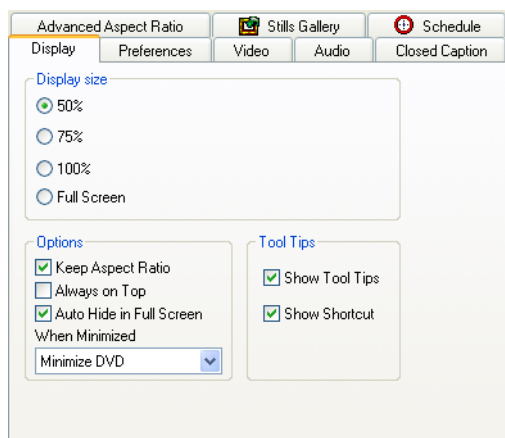 Advanced Aspect Ratio Stills Gallery Schedule
Display Preferences Video Audio Closed Caption
Display size
50%
75%
100%
Full Screen
Options
Keep Aspect Ratio
Always on Top
Auto Hide in Full Screen
When Minimized
Minimize DVD
Tool Tips
Show Tool Tips
Show Shortcut